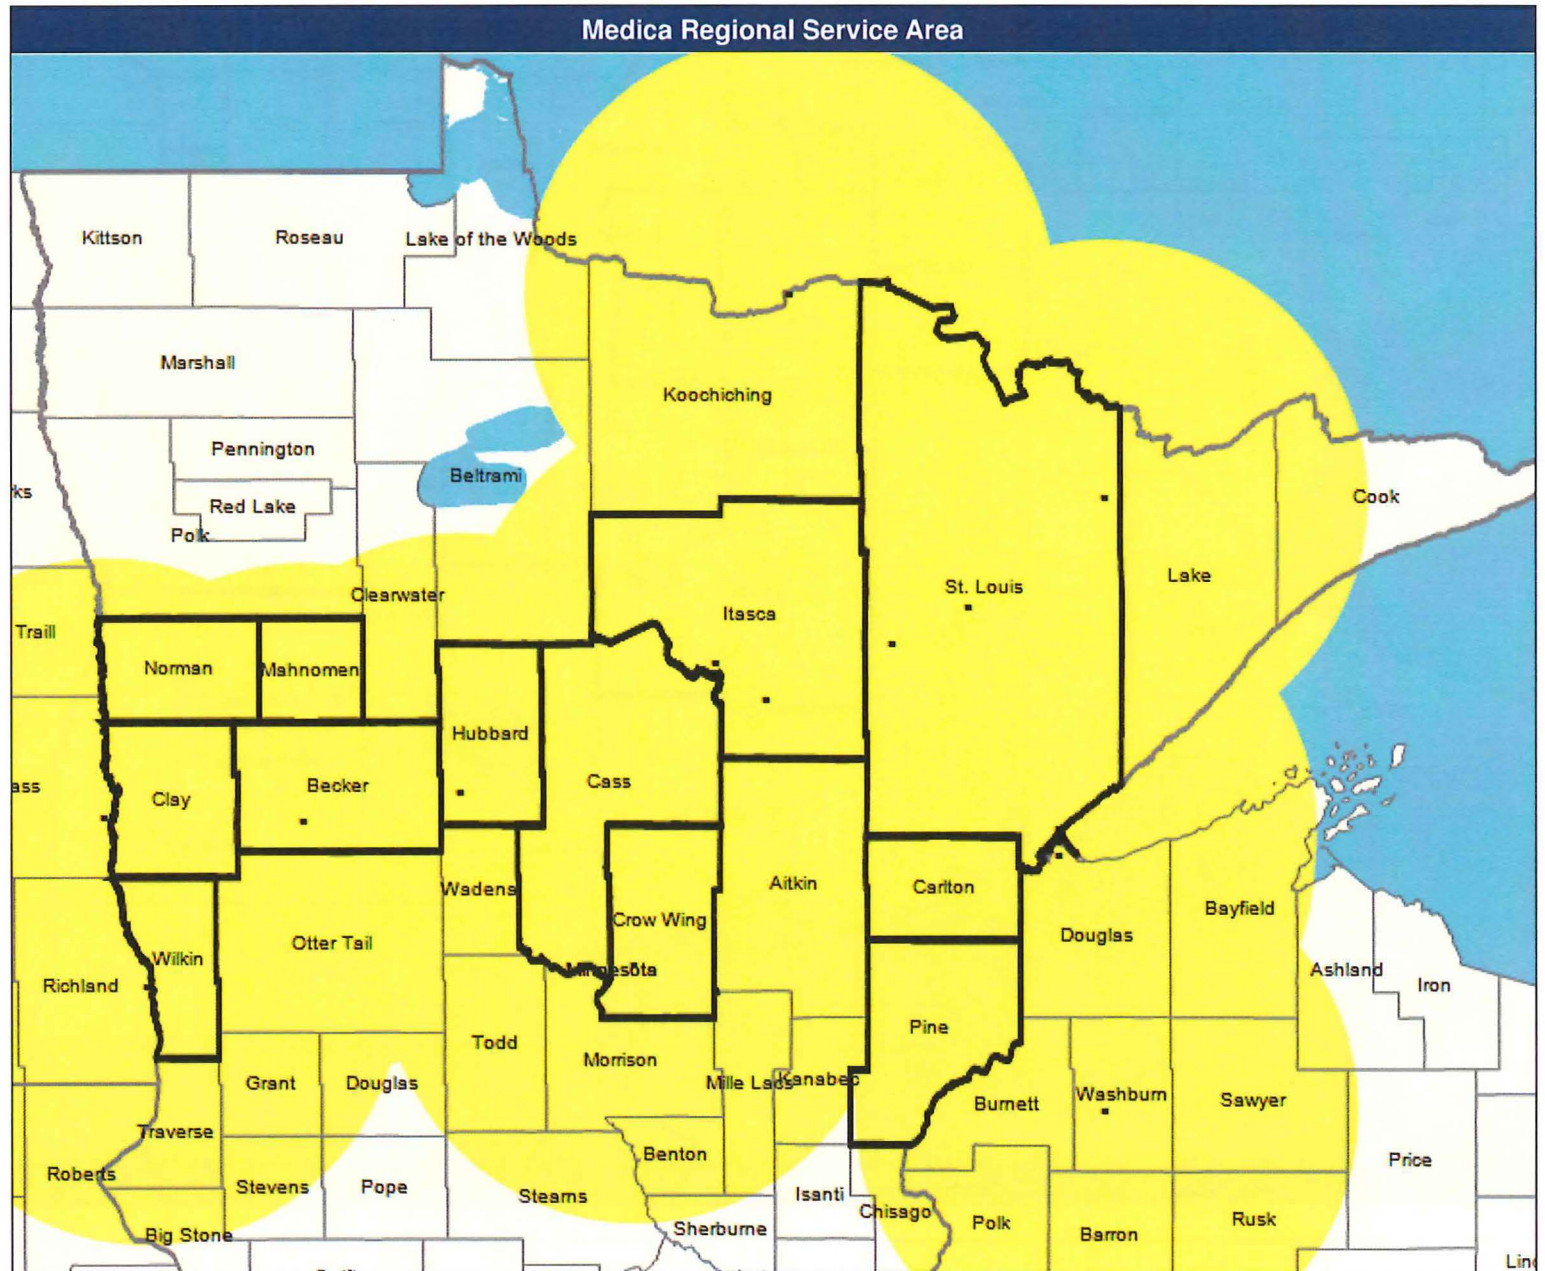 Medica Regional Service Area
Kittson
Roseau
Lake of the Woods
Marshall
Koochiching
Pennington
Beltrami
ks
Red Lake
Cook
Polk
Lake
St. Louis
Clearwater
Itasca
Traill
Norman
Mahnomen
Hubbard
Cass
ass
Becker
Clay
Aitkin
Carlton
Wadens
Bayfield
Crow Wing
Douglas
Otter Tail
Wilkin
Minnesota
Ashland
Richland
Iron
Pine
Todd
Morrison
Grant
Douglas
Mille Lacs
Kanabec
Washburn
Sawyer
Burnett
Traverse
Benton
Price
Roberts
Stevens
Pope
Stearns
Isanti
Chisago
Rusk
Polk
Sherburne
Big Stone
Barron
Linc